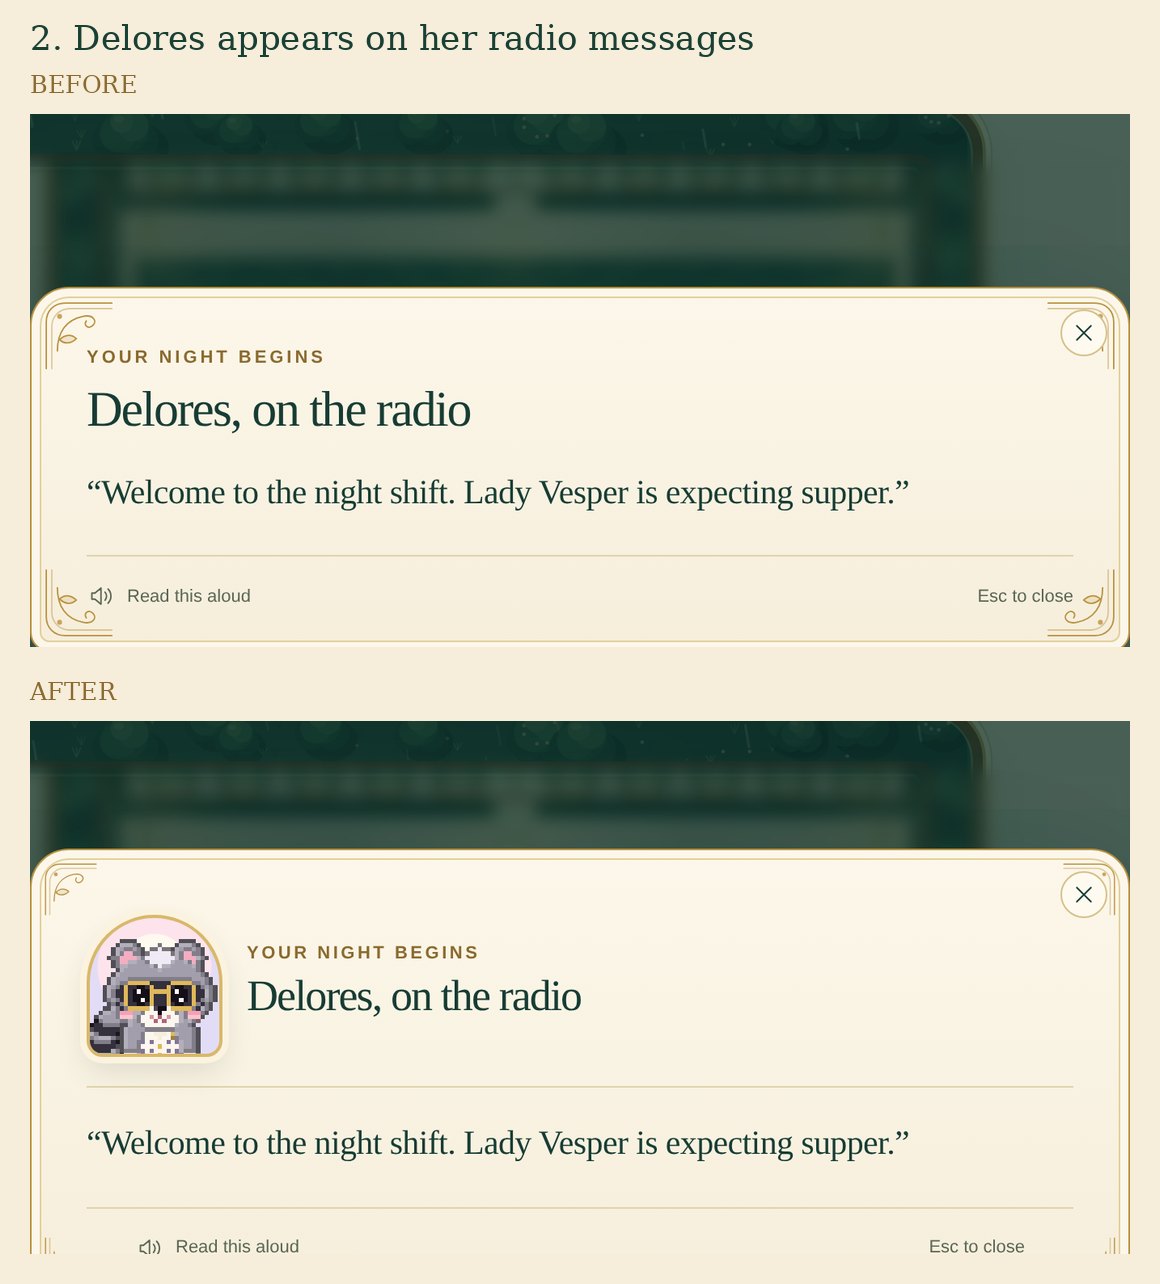 2. Delores appears on her radio messages
BEFORE
YOUR NIGHT BEGINS
Delores, on the radio
“Welcome to the night shift. Lady Vesper is expecting supper.”
Read this aloud
Esc to close
AFTER
YOUR NIGHT BEGINS
Delores, on the radio
“Welcome to the night shift. Lady Vesper is expecting supper.”
Read this aloud
Esc to close